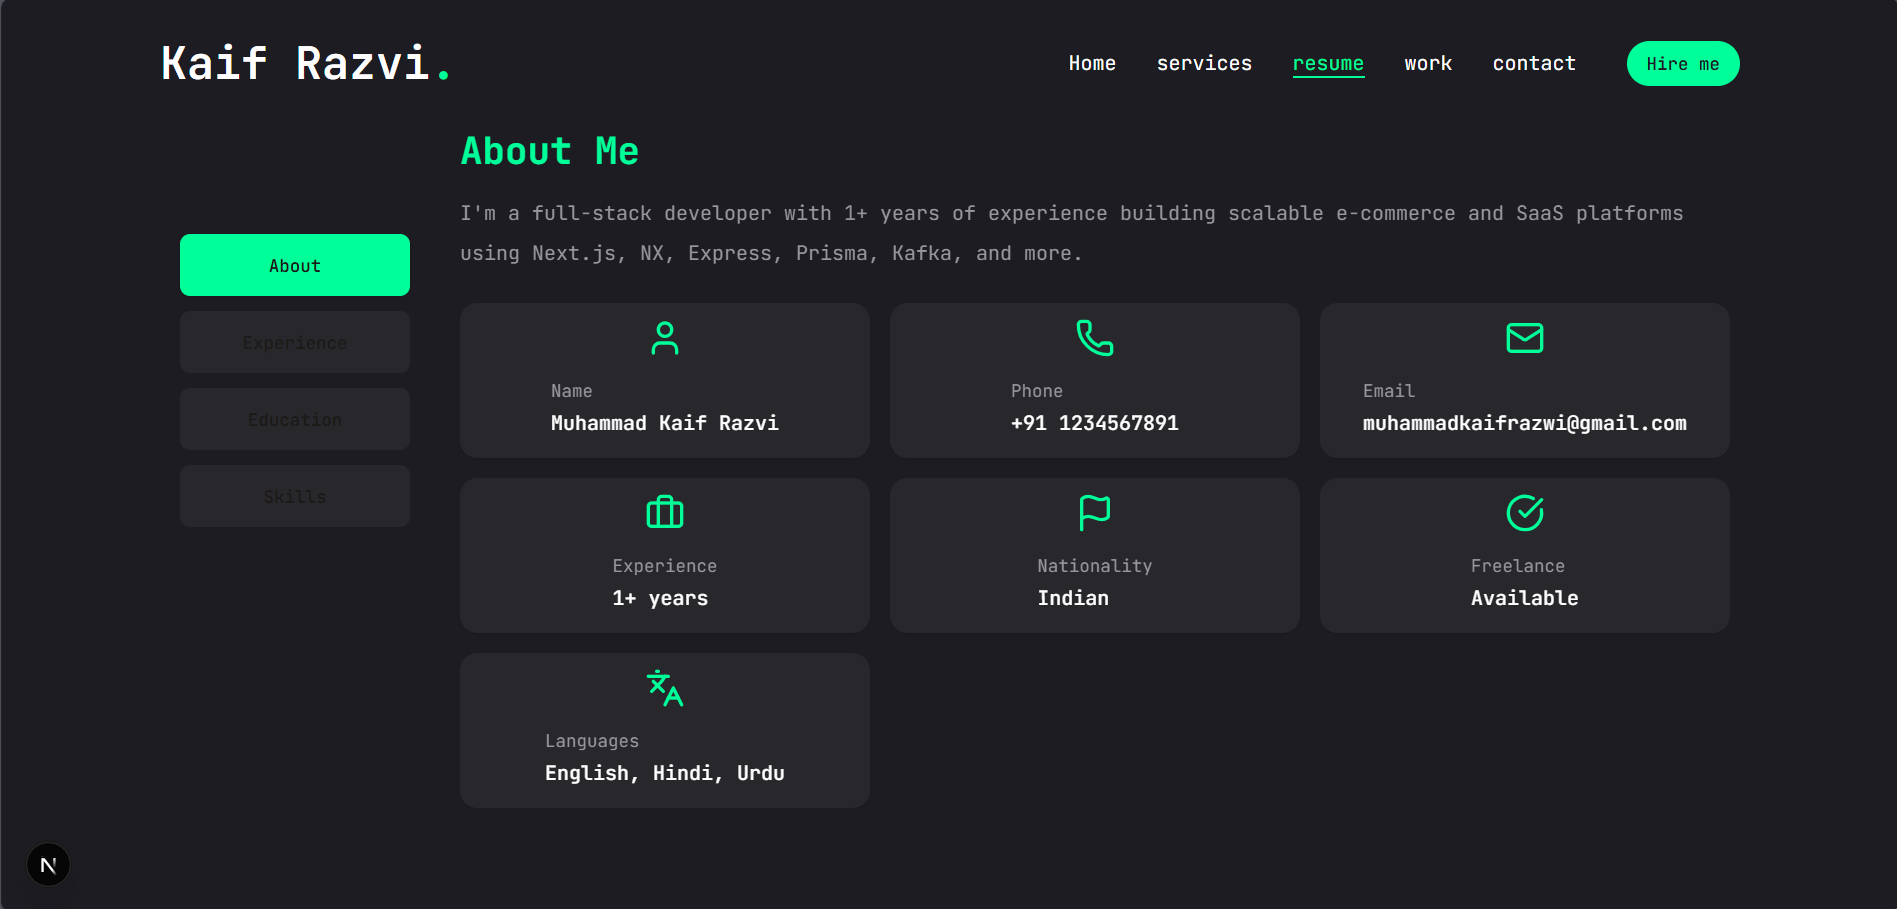 Kaif Razvi.
Home services resume work contact Hire me
About Me
I'm a full-stack developer with 1+ years of experience building scalable e-commerce and SaaS platforms
using Next.js, NX, Express, Prisma, Kafka, and more.
About
Experience
Education
Skills
Name
Muhammad Kaif Razvi
Phone
+91 1234567891
Email
muhammadkaifrazwi@gmail.com
Experience
1+ years
Nationality
Indian
Freelance
Available
Languages
English, Hindi, Urdu
N